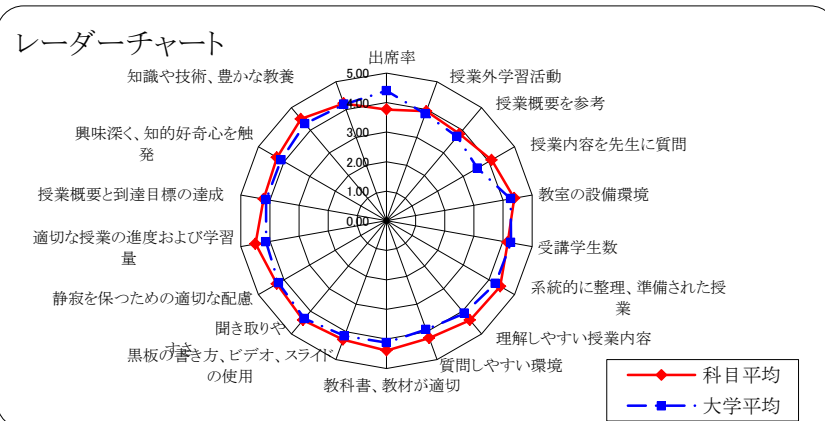 レーダーチャート
出席率
授業外学習活動
授業概要を参考
授業内容を先生に質問
教室の設備環境
受講学生数
系統的に整理、準備された授
業
理解しやすい授業内容
質問しやすい環境
教科書、教材が適切
黒板の書き方、ビデオ、スライド
の使用
聞き取りや
すさ
静寂を保つための適切な配慮
適切な授業の進度および学習
量
授業概要と到達目標の達成
興味深く、知的好奇心を触
発
知識や技術、豊かな教養
5.00
4.00
3.00
2.00
1.00
0.00
科目平均
大学平均